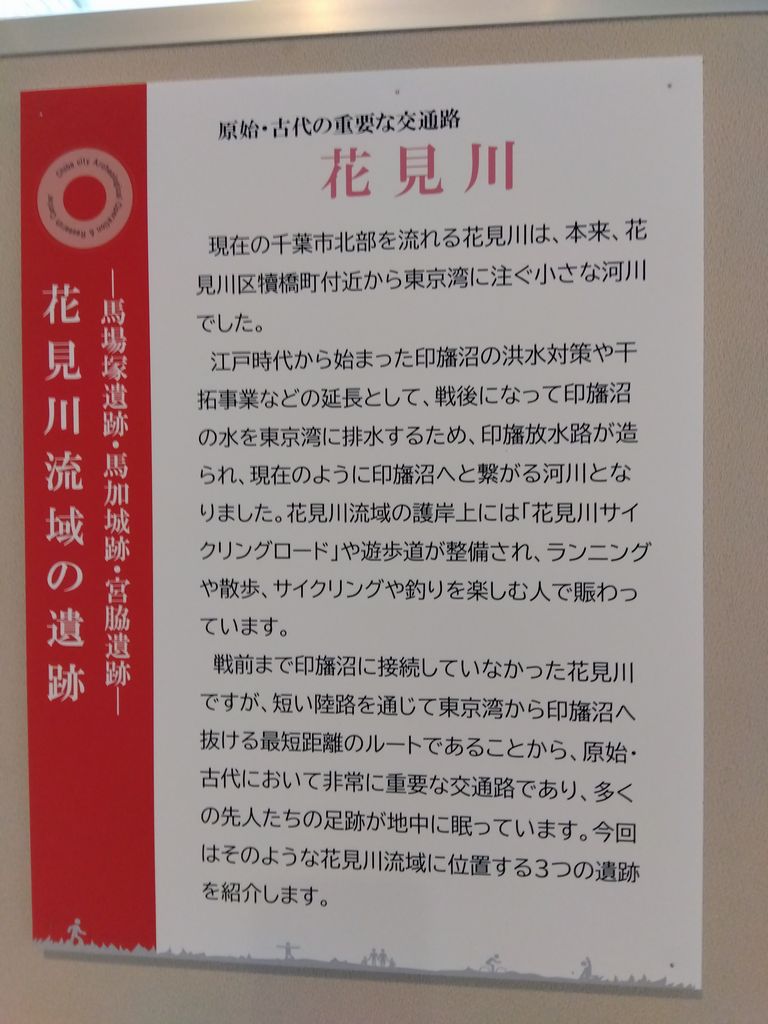 原始・古代の重要な交通路
花見川
現在の千葉市北部を流れる花見川は、本来、花
見川区犢橋町付近から東京湾に注ぐ小さな河川
でした。
江戸時代から始まった印旛沼の洪水対策や干
拓事業などの延長として、戦後になって印旛沼
の水を東京湾に排水するため、印旛放水路が造
られ、現在のように印旛沼へと繋がる河川とな
りました。花見川流域の護岸上には「花見川サイ
クリングロード」や遊歩道が整備され、ランニング
や散歩、サイクリングや釣りを楽しむ人で賑わっ
ています。
戦前まで印旛沼に接続していなかった花見川
ですが、短い陸路を通じて東京湾から印旛沼へ
抜ける最短距離のルートであることから、原始・
古代において非常に重要な交通路であり、多く
の先人たちの足跡が地中に眠っています。今回
はそのような花見川流域に位置する3つの遺跡
を紹介します。
―馬場塚遺跡・馬加城跡・宮脇遺跡―
花見川流域の遺跡
Chiba city Archaeological Operation & Research Center